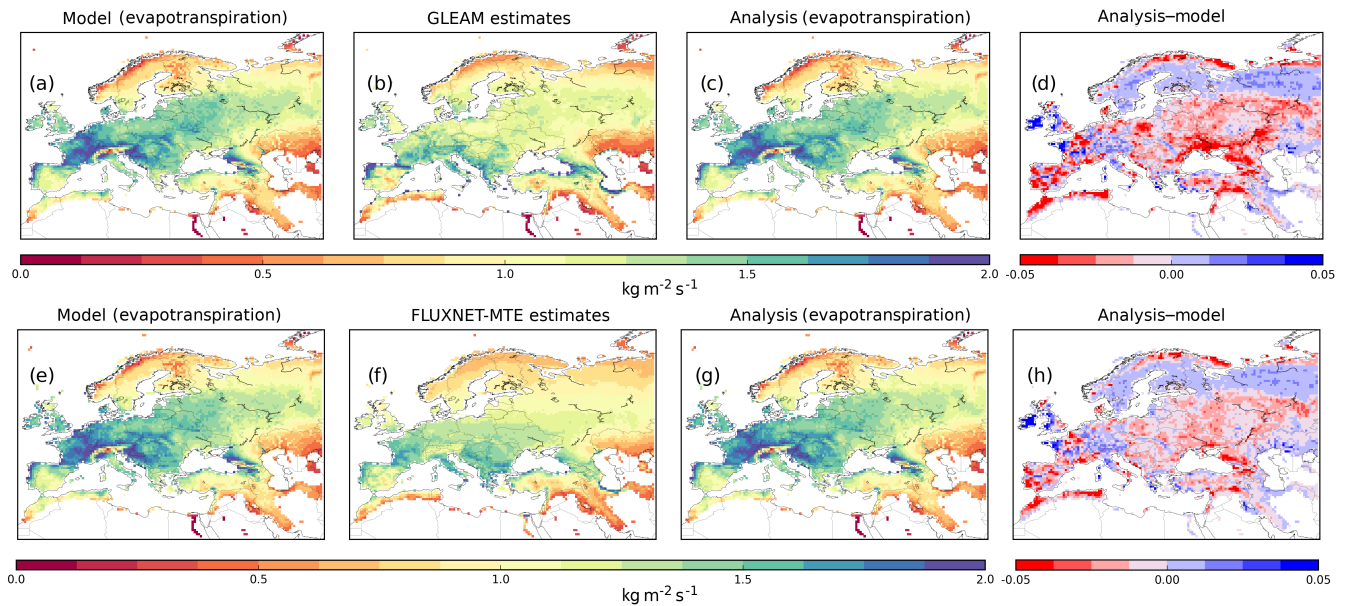 Model (evapotranspiration) GLEAM estimates Analysis (evapotranspiration) Analysis–model
(a) (b) (c) (d)
0.0 0.5 1.0 1.5 2.0 -0.05 0.00 0.05
kg m⁻² s⁻¹
Model (evapotranspiration) FLUXNET-MTE estimates Analysis (evapotranspiration) Analysis–model
(e) (f) (g) (h)
0.0 0.5 1.0 1.5 2.0 -0.05 0.00 0.05
kg m⁻² s⁻¹